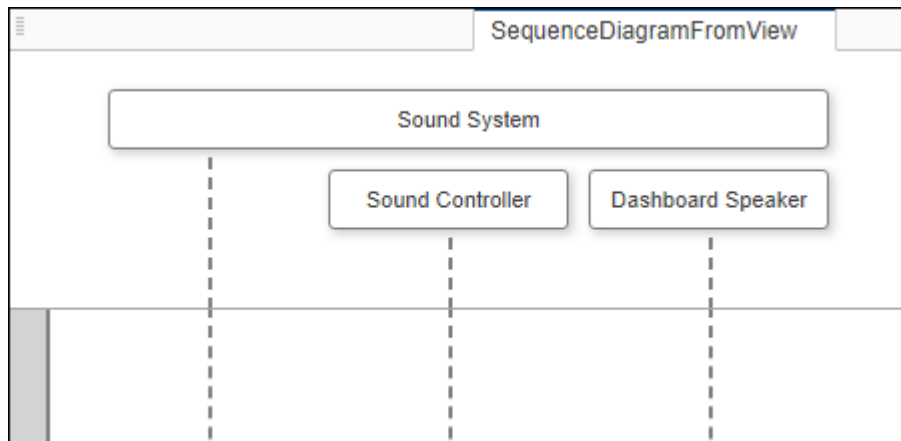 SequenceDiagramFromView
Sound System
Sound Controller
Dashboard Speaker